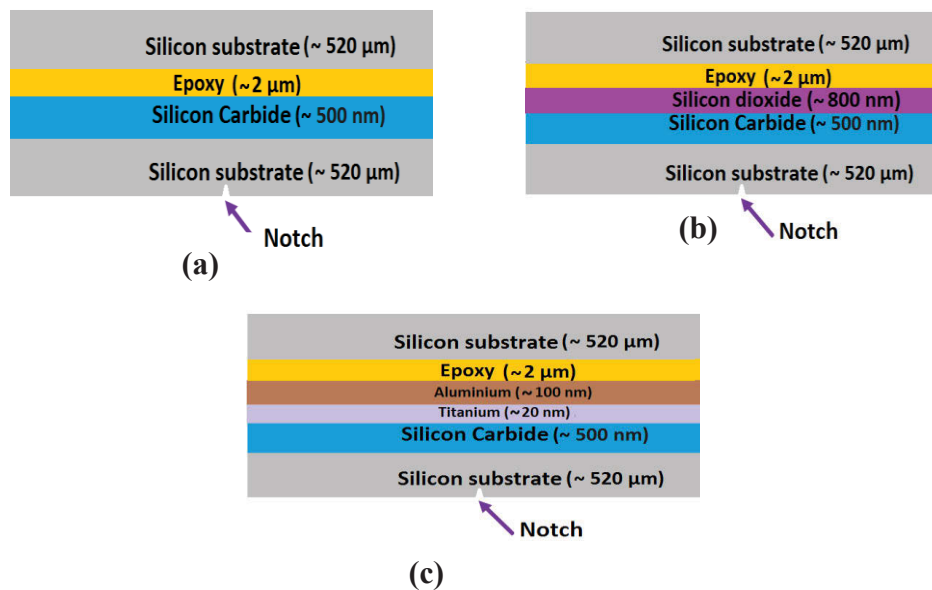 Silicon substrate (~ 520 µm)
Epoxy (~2 µm)
Silicon Carbide (~ 500 nm)
Silicon substrate (~ 520 µm)
Notch
(a)
Silicon substrate (~ 520 µm)
Epoxy (~2 µm)
Silicon dioxide (~800 nm)
Silicon Carbide (~ 500 nm)
Silicon substrate (~ 520 µm)
Notch
(b)
Silicon substrate (~ 520 µm)
Epoxy (~2 µm)
Aluminium (~100 nm)
Titanium (~20 nm)
Silicon Carbide (~ 500 nm)
Silicon substrate (~ 520 µm)
Notch
(c)